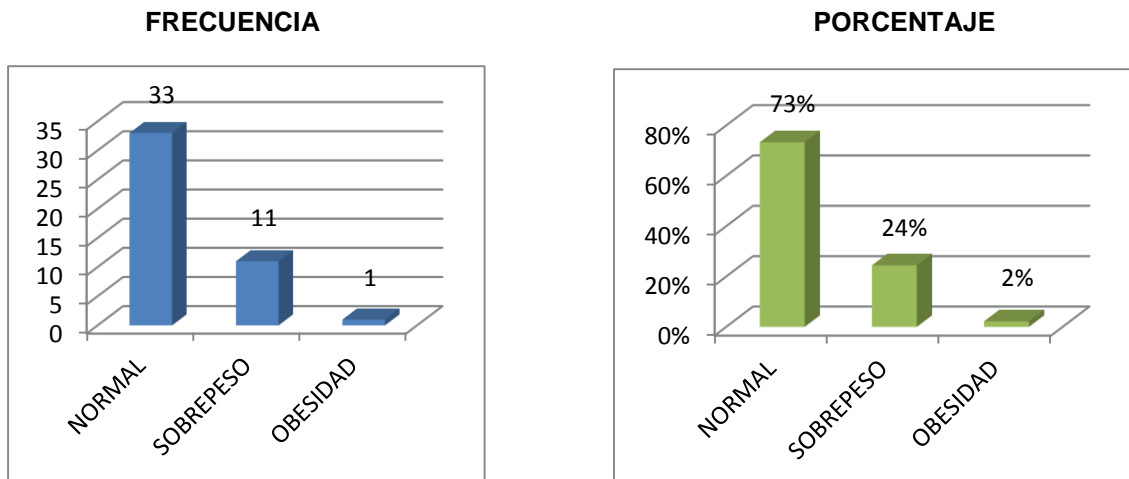 FRECUENCIA
33
35
30
25
20
15
10
5
0
11
1
NORMAL
SOBREPESO
OBESIDAD
PORCENTAJE
73%
80%
60%
40%
20%
0%
24%
2%
NORMAL
SOBREPESO
OBESIDAD